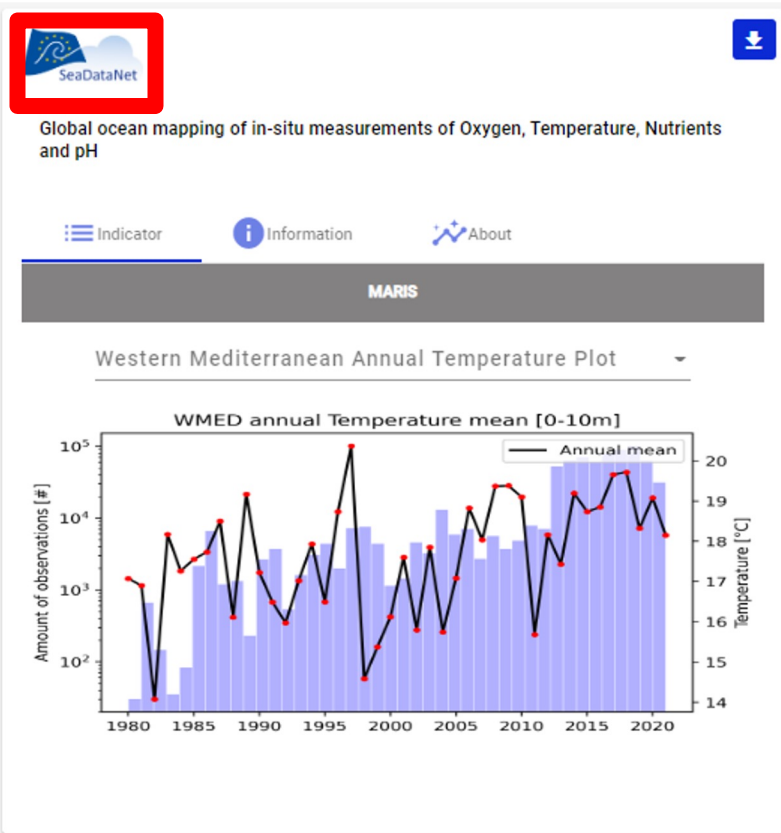 SeaDataNet
Global ocean mapping of in-situ measurements of Oxygen, Temperature, Nutrients
and pH
Indicator
Information
About
MARIS
Western Mediterranean Annual Temperature Plot
WMED annual Temperature mean [0-10m]
Annual mean
Amount of observations [#]
10⁵
10⁴
10³
10²
20
19
18
17
16
15
14
Temperature [°C]
1980 1985 1990 1995 2000 2005 2010 2015 2020